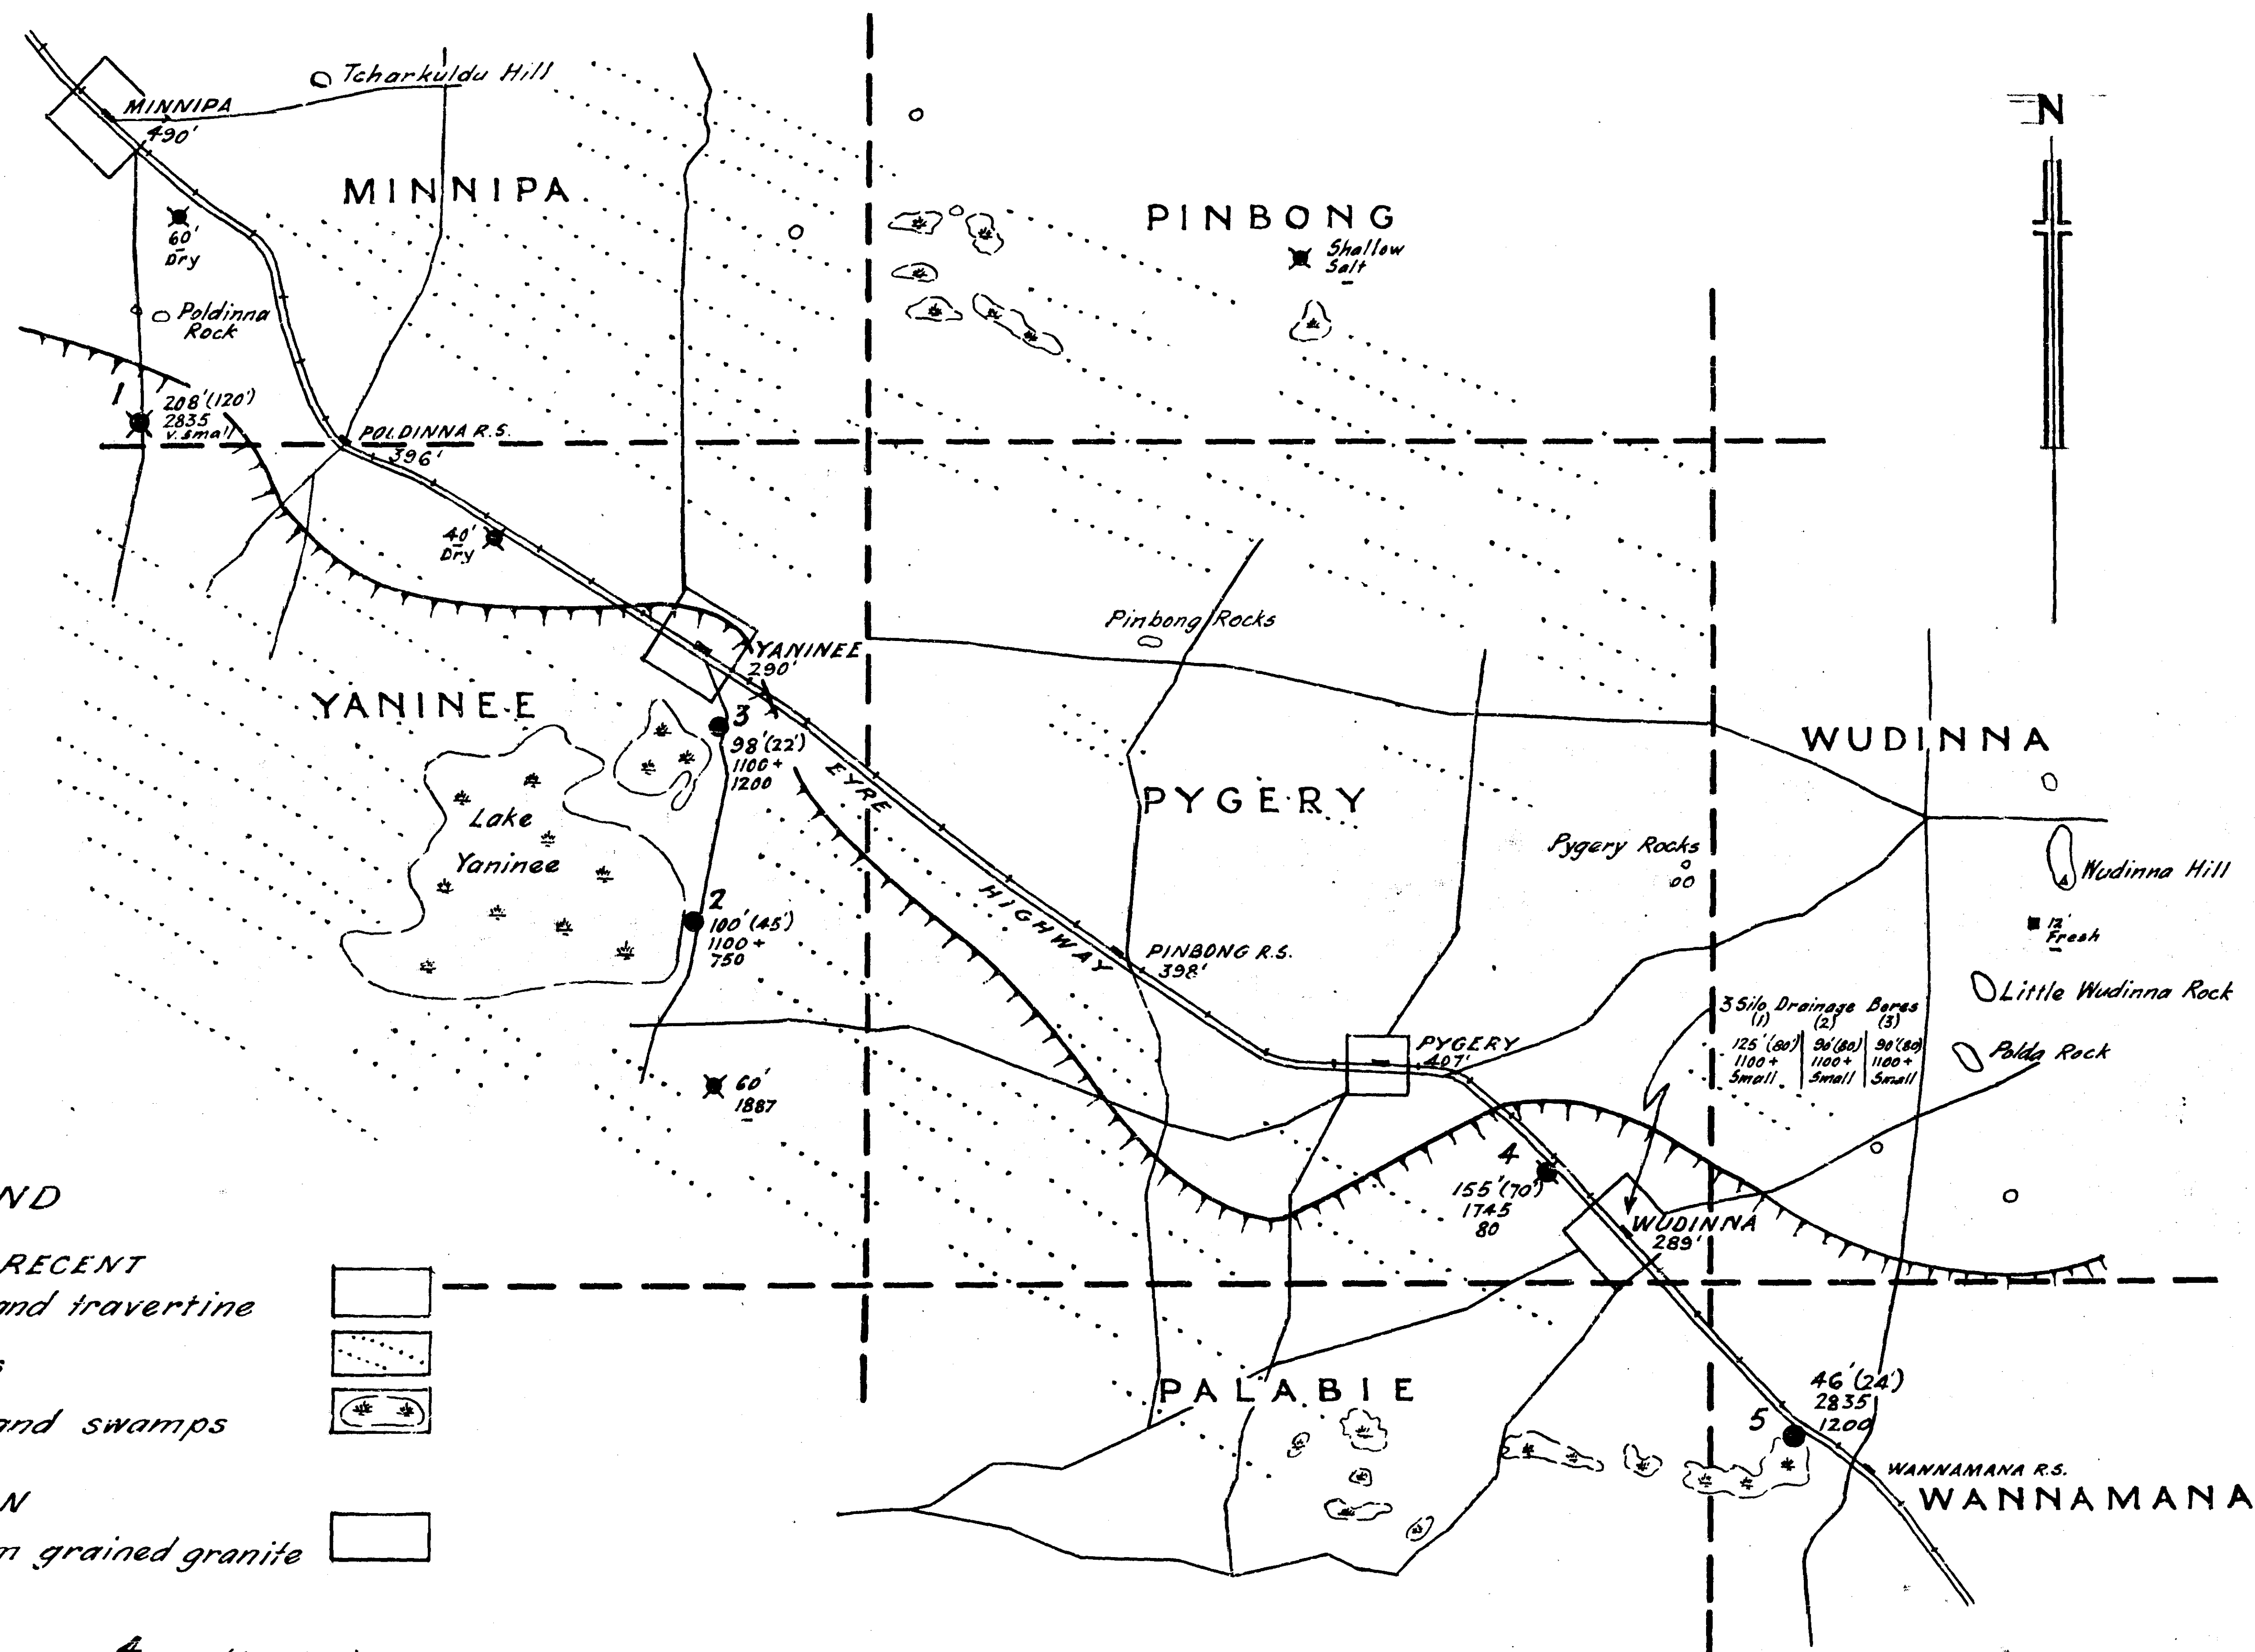 N
Tcharkuldu Hill
MINNIPA
490'
MINNIPA
PINBONG
Shallow
Salt
60'
Dry
Poldinna
Rock
1
208'(120')
2835
v. small
POLDINNA R.S.
396'
40'
Dry
Pinbong Rocks
YANINEE
290'
YANINEE
3
98'(22')
1100+
1200
EYRE
HIGHWAY
WUDINNA
PYGERY
Lake
Yaninee
Pygery Rocks
Wudinna Hill
2
100'(45')
1100+
750
12'
Fresh
PINBONG R.S.
398'
Little Wudinna Rock
3 Silo Drainage Bores
(1) (2) (3)
125'(80') 90'(80) 90'(80)
1100+ 1100+ 1100+
Small Small Small
Polda Rock
PYGERY
407'
60'
1887
4
155'(70')
1745
80
WUDINNA
289'
ND
RECENT
and travertine
s
and swamps
N
m grained granite
PALABIE
46'(24')
2835
1200
5
WANNAMANA R.S.
WANNAMANA
4